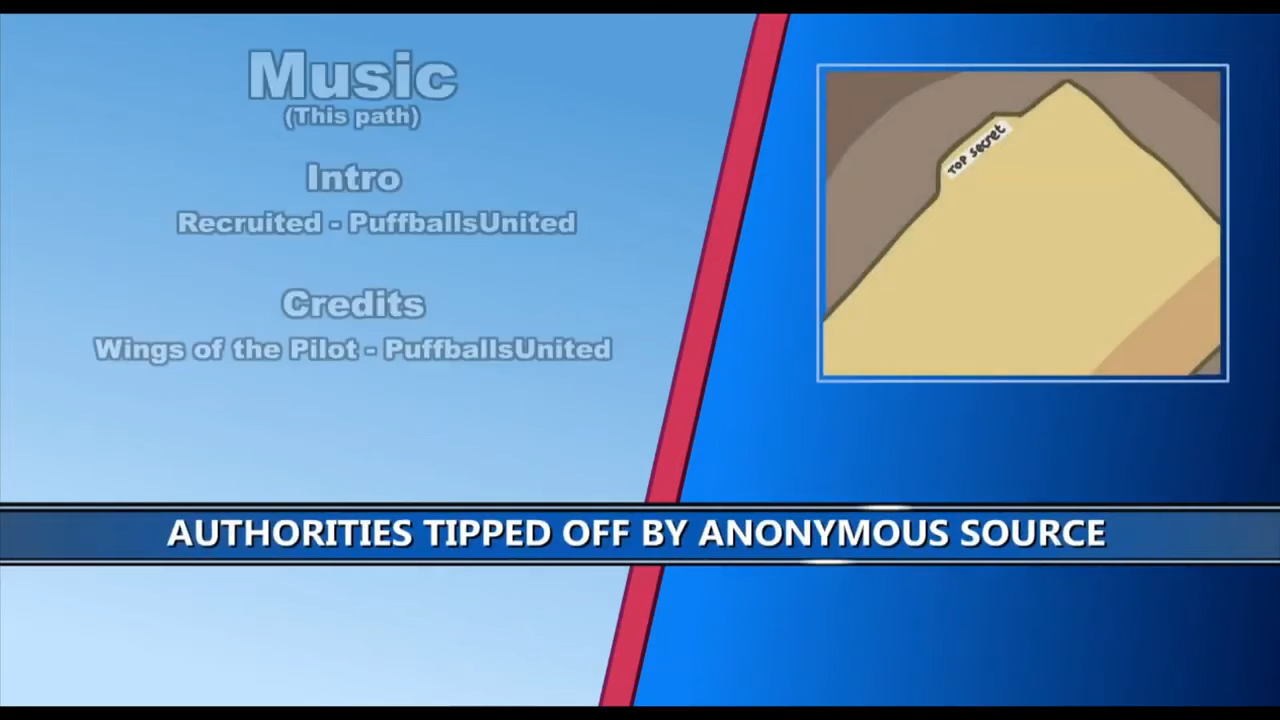 Music
(This path)
Intro
Recruited - PuffballsUnited
Credits
Wings of the Pilot - PuffballsUnited
TOP SECRET
AUTHORITIES TIPPED OFF BY ANONYMOUS SOURCE